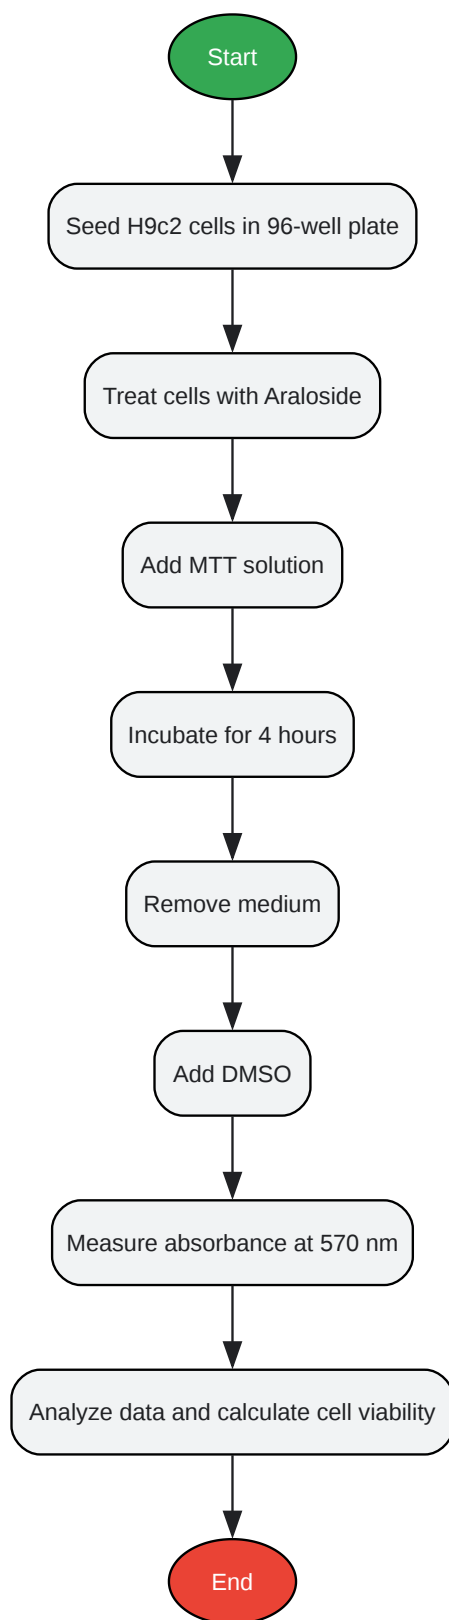 Start
Seed H9c2 cells in 96-well plate
Treat cells with Araloside
Add MTT solution
Incubate for 4 hours
Remove medium
Add DMSO
Measure absorbance at 570 nm
Analyze data and calculate cell viability
End